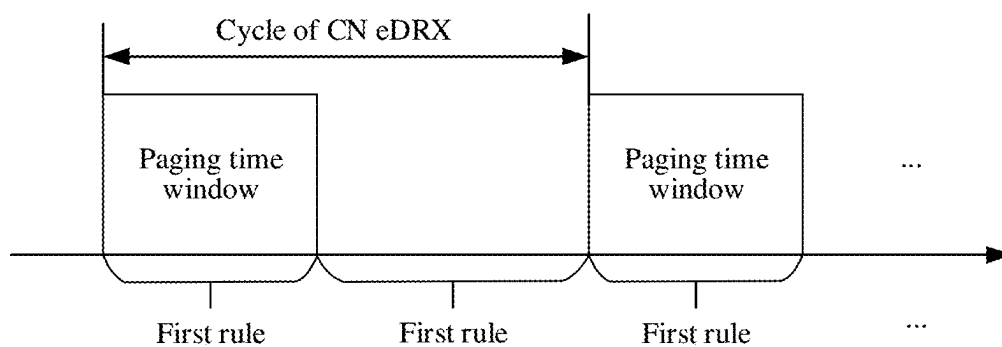 Cycle of CN eDRX
Paging time
window
Paging time
window
...
First rule
First rule
First rule
...